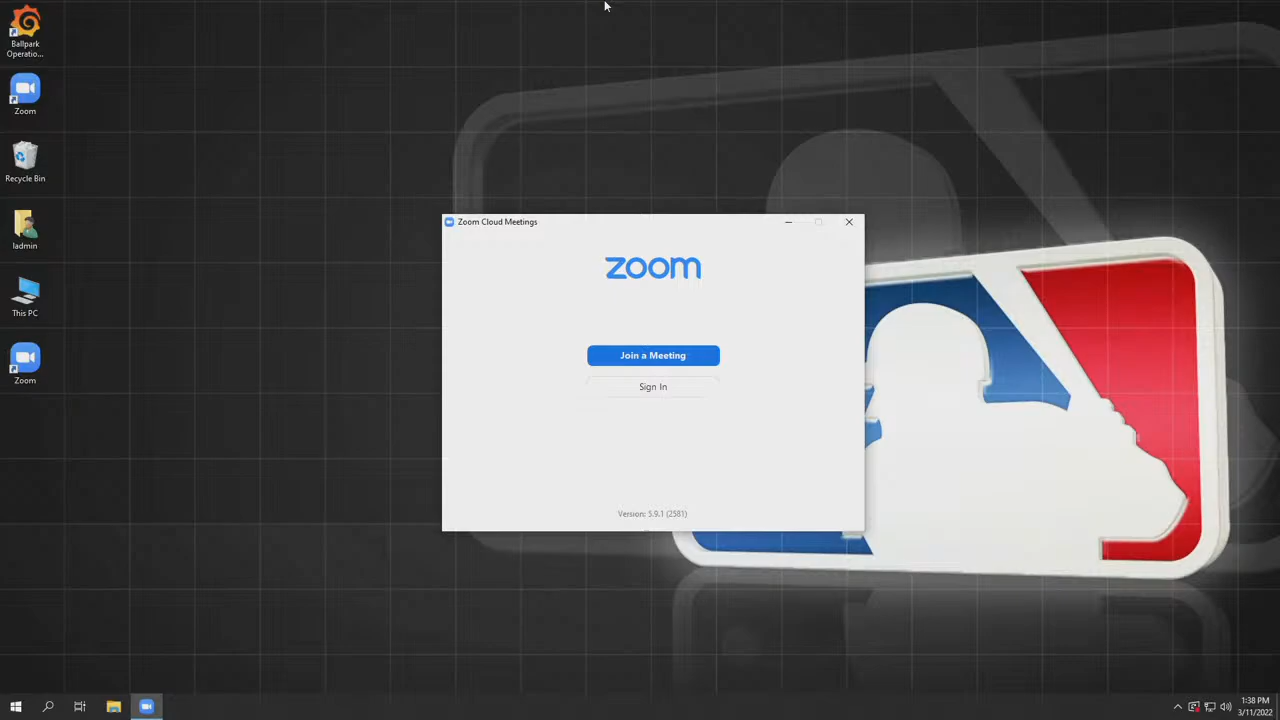 Ballpark
Operatio...
Zoom
Recycle Bin
ladmin
This PC
Zoom
Zoom Cloud Meetings
zoom
Join a Meeting
Sign In
Version: 5.9.1 (2581)
1:38 PM
3/11/2022